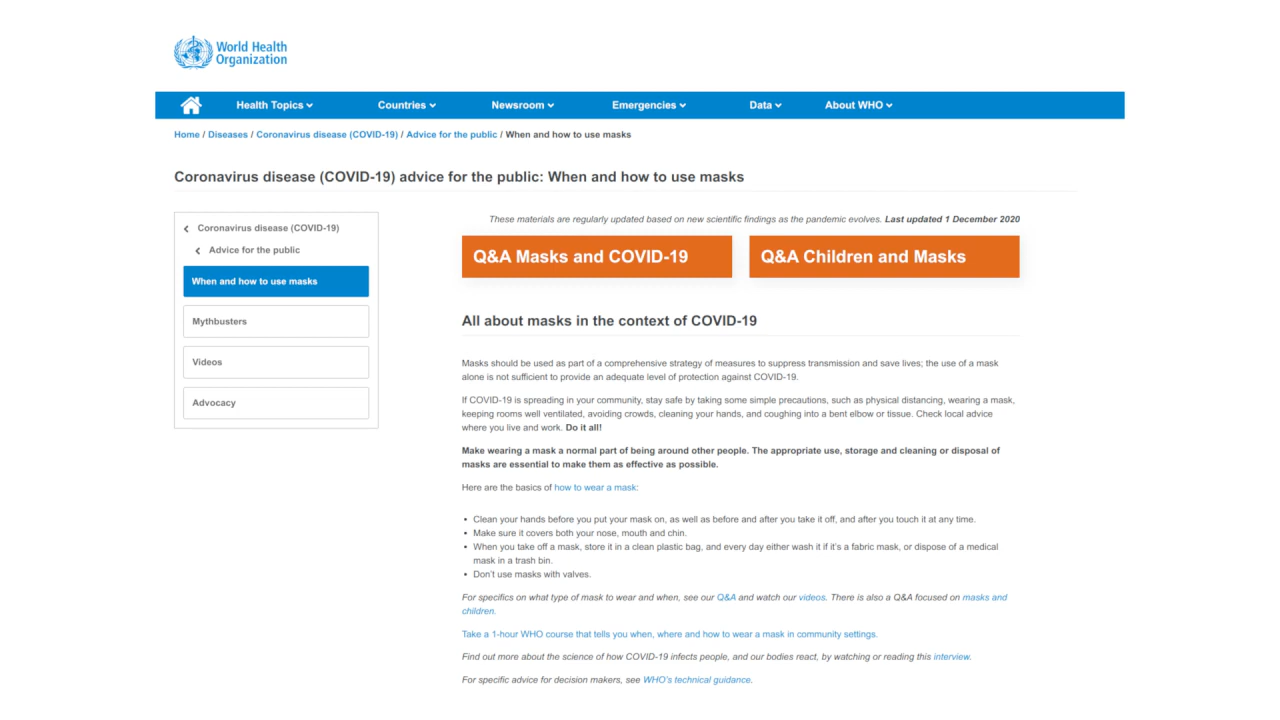 World Health
Organization
Health Topics
Countries
Newsroom
Emergencies
Data
About WHO
Home / Diseases / Coronavirus disease (COVID-19) / Advice for the public / When and how to use masks
Coronavirus disease (COVID-19) advice for the public: When and how to use masks
Coronavirus disease (COVID-19)
Advice for the public
When and how to use masks
Mythbusters
Videos
Advocacy
These materials are regularly updated based on new scientific findings as the pandemic evolves. Last updated 1 December 2020
Q&A Masks and COVID-19
Q&A Children and Masks
All about masks in the context of COVID-19
Masks should be used as part of a comprehensive strategy of measures to suppress transmission and save lives; the use of a mask
alone is not sufficient to provide an adequate level of protection against COVID-19.
If COVID-19 is spreading in your community, stay safe by taking some simple precautions, such as physical distancing, wearing a mask,
keeping rooms well ventilated, avoiding crowds, cleaning your hands, and coughing into a bent elbow or tissue. Check local advice
where you live and work. Do it all!
Make wearing a mask a normal part of being around other people. The appropriate use, storage and cleaning or disposal of
masks are essential to make them as effective as possible.
Here are the basics of how to wear a mask:
• Clean your hands before you put your mask on, as well as before and after you take it off, and after you touch it at any time.
• Make sure it covers both your nose, mouth and chin.
• When you take off a mask, store it in a clean plastic bag, and every day either wash it if it's a fabric mask, or dispose of a medical
mask in a trash bin.
• Don't use masks with valves.
For specifics on what type of mask to wear and when, see our Q&A and watch our videos. There is also a Q&A focused on masks and
children.
Take a 1-hour WHO course that tells you when, where and how to wear a mask in community settings.
Find out more about the science of how COVID-19 infects people, and our bodies react, by watching or reading this interview.
For specific advice for decision makers, see WHO's technical guidance.